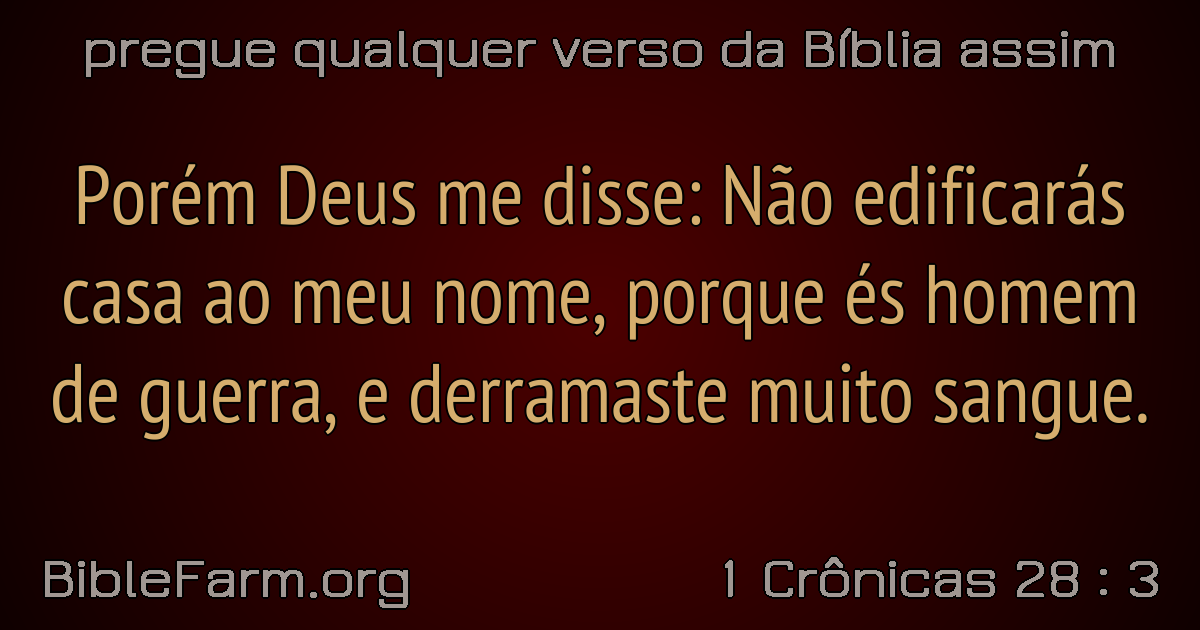 pregue qualquer verso da Bíblia assim
Porém Deus me disse: Não edificarás
casa ao meu nome, porque és homem
de guerra, e derramaste muito sangue.
BibleFarm.org
1 Crônicas 28 : 3